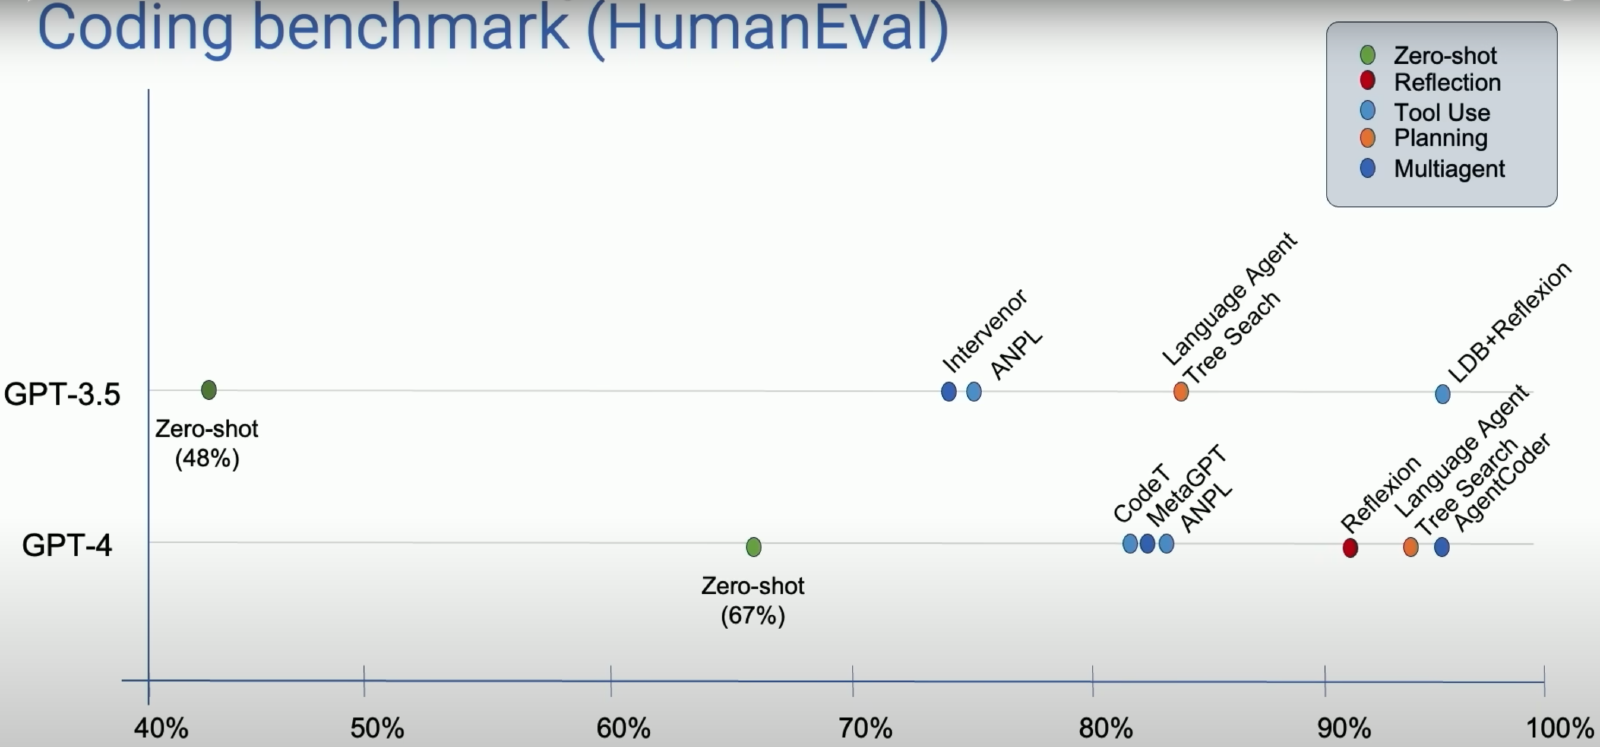 Coding benchmark (HumanEval)
Zero-shot
Reflection
Tool Use
Planning
Multiagent
GPT-3.5
Zero-shot
(48%)
Intervenor
ANPL
Language Agent
Tree Seach
LDB+Reflexion
GPT-4
Zero-shot
(67%)
CodeT
MetaGPT
ANPL
Reflexion
Language Agent
Tree Search
AgentCoder
40%
50%
60%
70%
80%
90%
100%